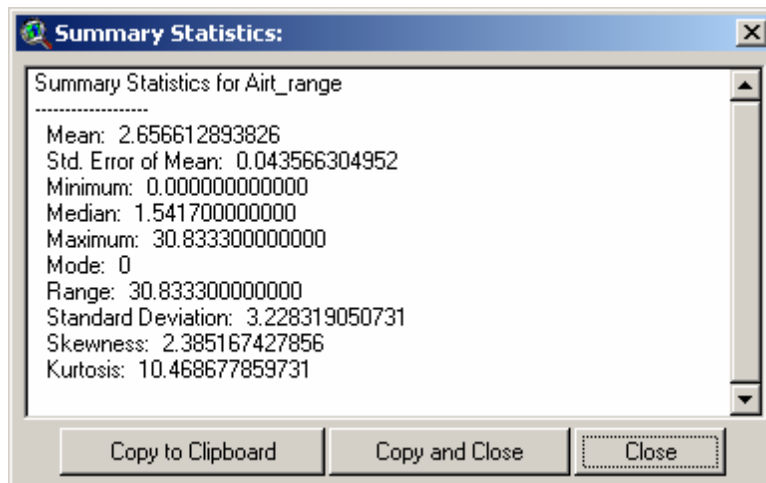 Summary Statistics:
Summary Statistics for Airt_range
-------------------
Mean: 2.656612893826
Std. Error of Mean: 0.043566304952
Minimum: 0.000000000000
Median: 1.541700000000
Maximum: 30.833300000000
Mode: 0
Range: 30.833300000000
Standard Deviation: 3.228319050731
Skewness: 2.385167427856
Kurtosis: 10.468677859731
Copy to Clipboard Copy and Close Close